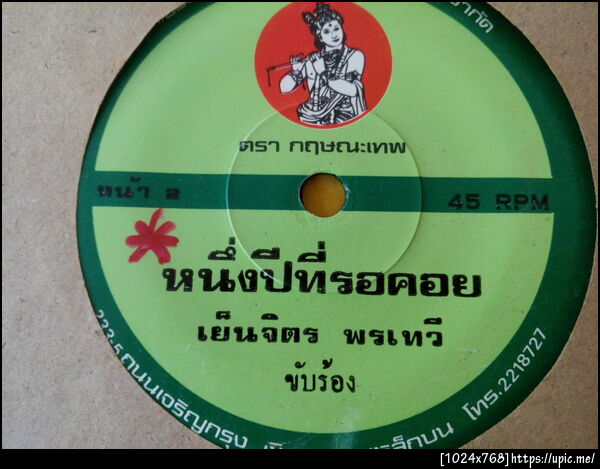 ตรา กฤษณะเทพ
หน้า 2
45 RPM
หนึ่งปีที่รอคอย
เย็นจิตร พรเทวี
ขับร้อง
233-5 ถนนเจริญกรุง โทร.2218727
[1024x768]https://upic.me/